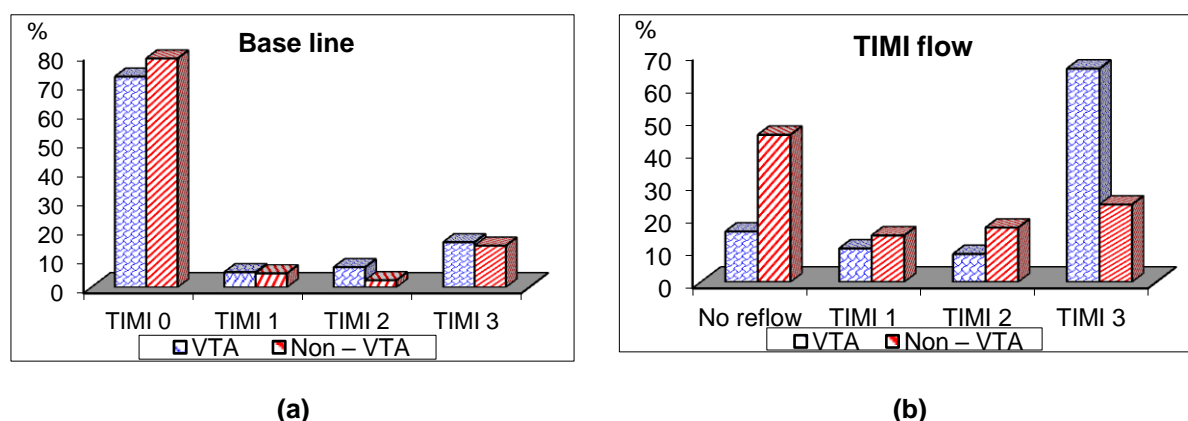 %
Base line
80
70
60
50
40
30
20
10
0
TIMI 0 TIMI 1 TIMI 2 TIMI 3
VTA Non – VTA
(a)
%
TIMI flow
70
60
50
40
30
20
10
0
No reflow TIMI 1 TIMI 2 TIMI 3
VTA Non – VTA
(b)